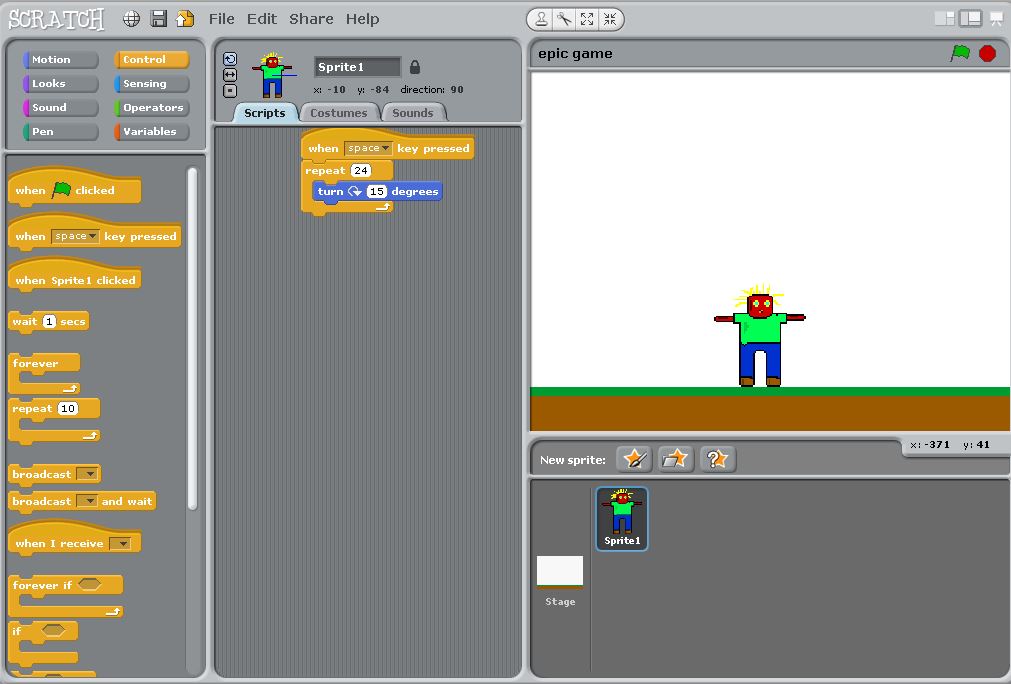 SCRATCH File Edit Share Help
Motion Control
Looks Sensing
Sound Operators
Pen Variables
when clicked
when space key pressed
when Sprite1 clicked
wait 1 secs
forever
repeat 10
broadcast
broadcast and wait
when I receive
forever if
if
Sprite1
x: -10 y: -84 direction: 90
Scripts Costumes Sounds
when space key pressed
repeat 24
turn 15 degrees
epic game
x: -371 y: 41
New sprite:
Sprite1
Stage